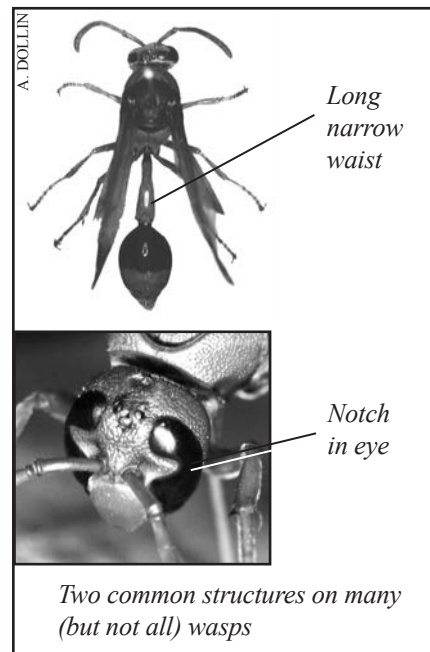 A. DOLLIN
Long
narrow
waist
Notch
in eye
Two common structures on many
(but not all) wasps